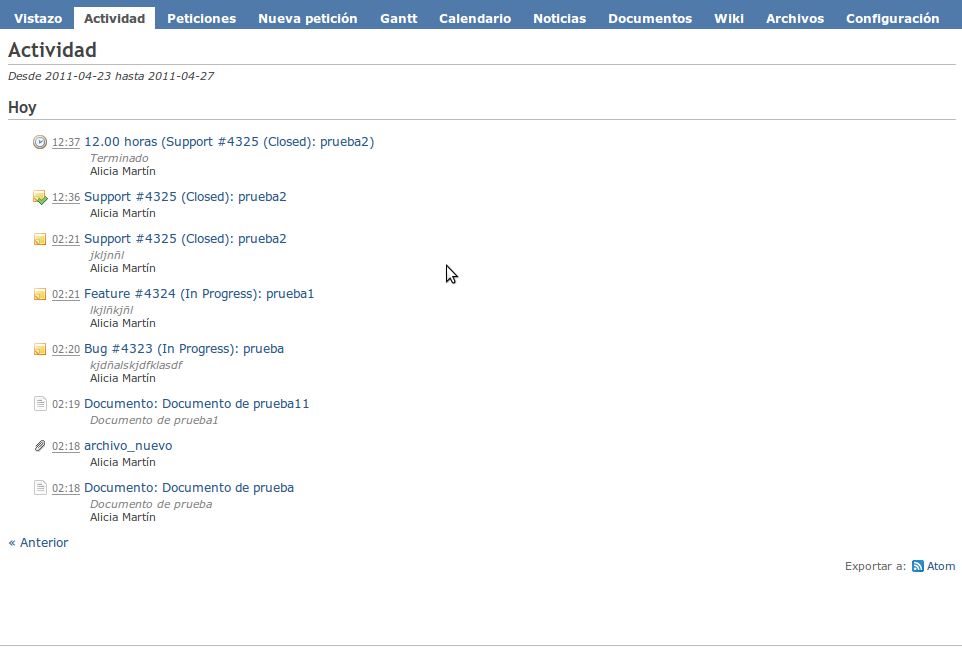 Vistazo Actividad Peticiones Nueva petición Gantt Calendario Noticias Documentos Wiki Archivos Configuración
Actividad
Desde 2011-04-23 hasta 2011-04-27
Hoy
12:37 12.00 horas (Support #4325 (Closed): prueba2)
Terminado
Alicia Martín
12:36 Support #4325 (Closed): prueba2
Alicia Martín
02:21 Support #4325 (Closed): prueba2
jkljnñl
Alicia Martín
02:21 Feature #4324 (In Progress): prueba1
lkjlñkjñl
Alicia Martín
02:20 Bug #4323 (In Progress): prueba
kjdñalskjdfklasdf
Alicia Martín
02:19 Documento: Documento de prueba11
Documento de prueba1
02:18 archivo_nuevo
Alicia Martín
02:18 Documento: Documento de prueba
Documento de prueba
Alicia Martín
« Anterior
Exportar a: Atom